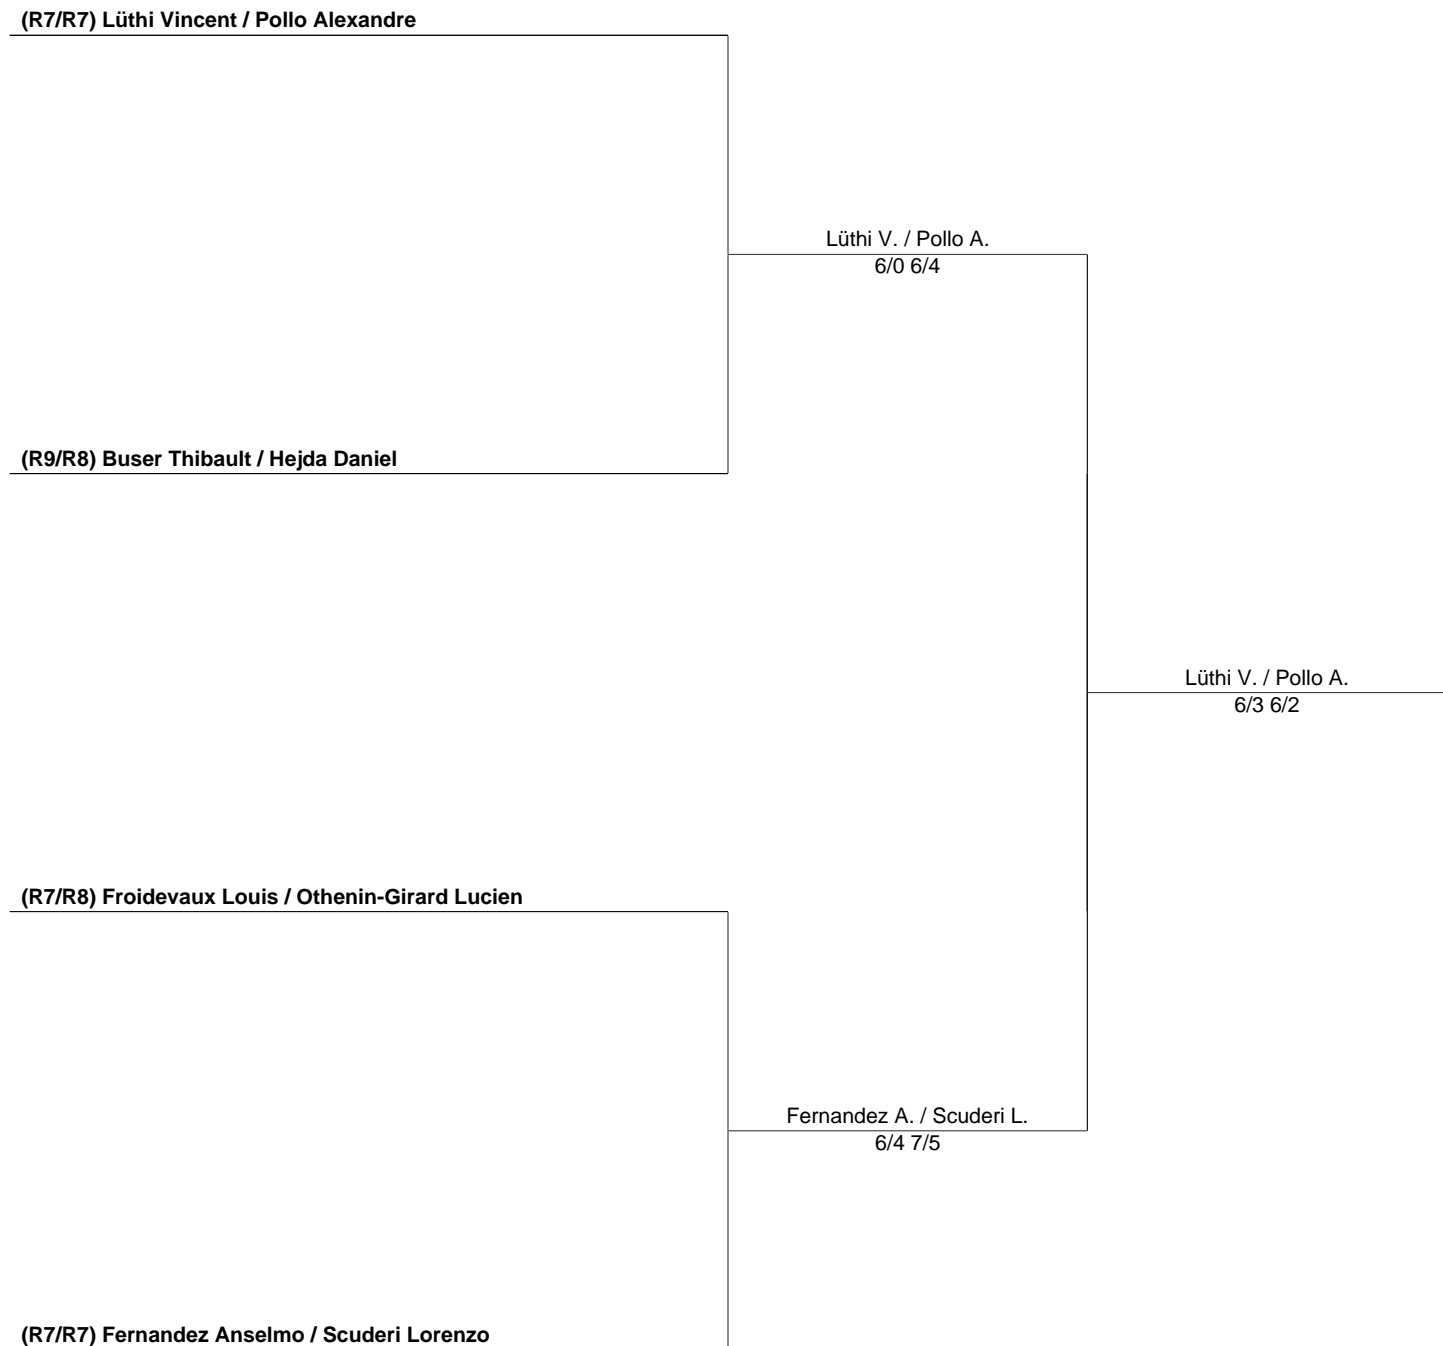 (R7/R7) Lüthi Vincent / Pollo Alexandre
Lüthi V. / Pollo A.
6/0 6/4
(R9/R8) Buser Thibault / Hejda Daniel
Lüthi V. / Pollo A.
6/3 6/2
(R7/R8) Froidevaux Louis / Othenin-Girard Lucien
Fernandez A. / Scuderi L.
6/4 7/5
(R7/R7) Fernandez Anselmo / Scuderi Lorenzo